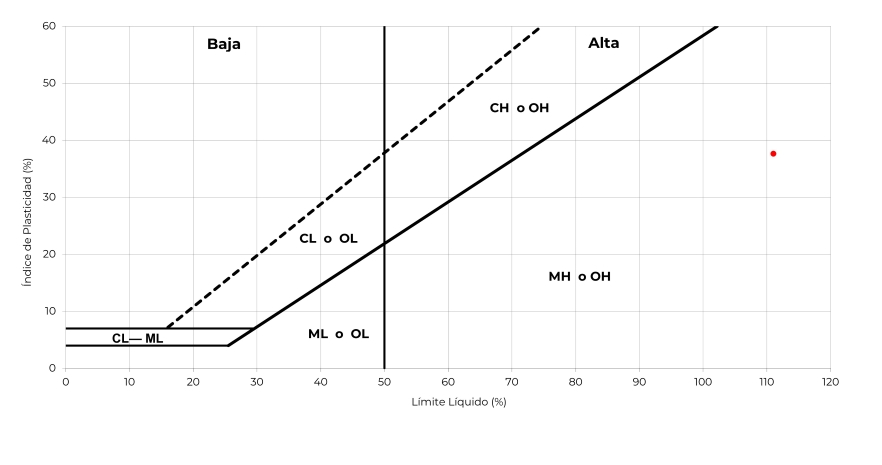 60
Baja
Alta
50
CH o OH
40
Índice de Plasticidad (%)
30
CL o OL
20
MH o OH
10
ML o OL
CL— ML
0
0 10 20 30 40 50 60 70 80 90 100 110 120
Límite Líquido (%)